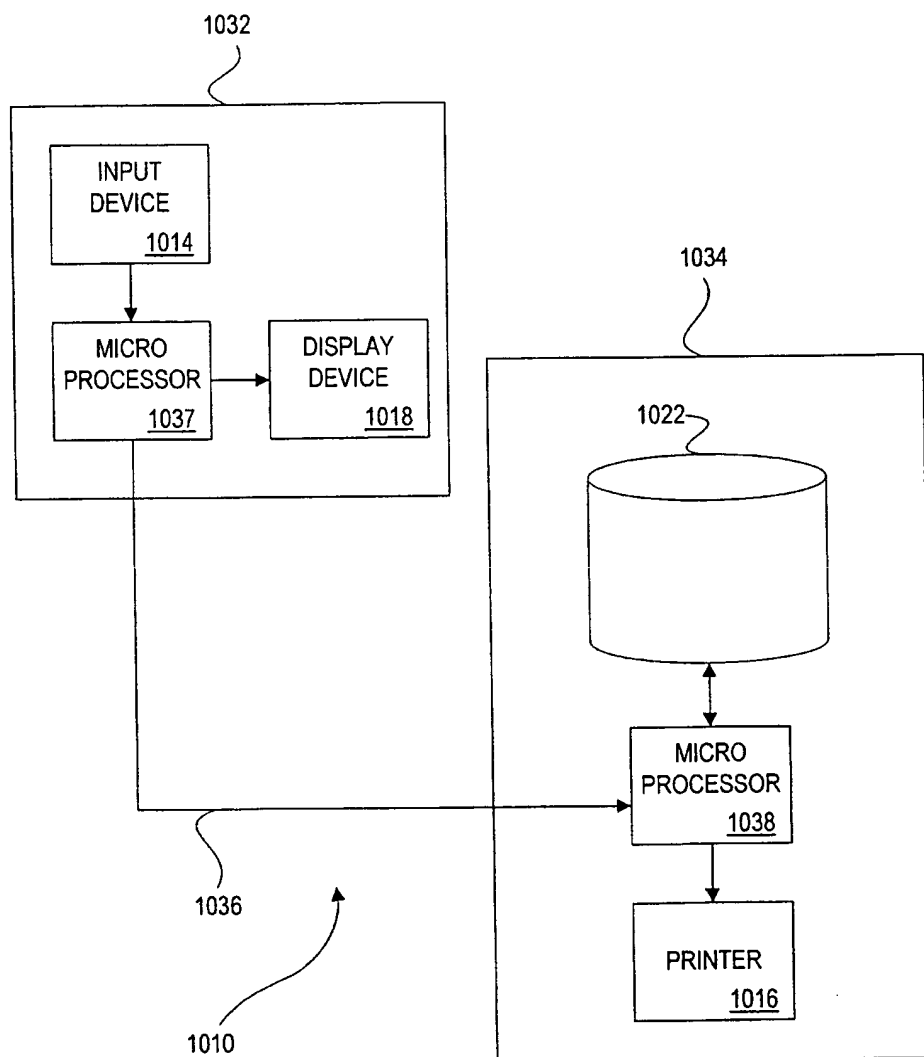 1032
INPUT
DEVICE
1014
MICRO
PROCESSOR
1037
DISPLAY
DEVICE
1018
1034
1022
MICRO
PROCESSOR
1038
1036
PRINTER
1016
1010